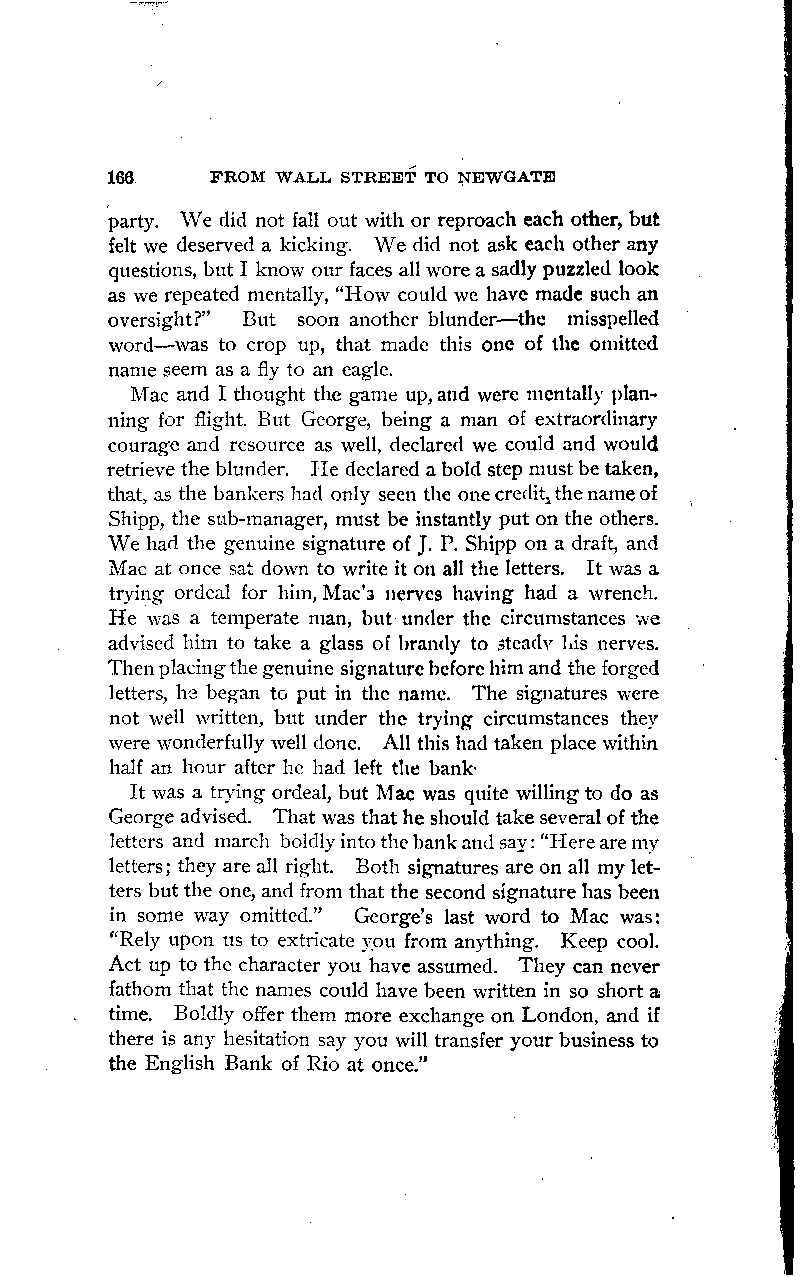 166 FROM WALL STREET TO NEWGATE
party. We did not fall out with or reproach each other, but
felt we deserved a kicking. We did not ask each other any
questions, but I know our faces all wore a sadly puzzled look
as we repeated mentally, “How could we have made such an
oversight?” But soon another blunder—the misspelled
word—was to crop up, that made this one of the omitted
name seem as a fly to an eagle.
Mac and I thought the game up, and were mentally plan-
ning for flight. But George, being a man of extraordinary
courage and resource as well, declared we could and would
retrieve the blunder. He declared a bold step must be taken,
that, as the bankers had only seen the one credit, the name of
Shipp, the sub-manager, must be instantly put on the others.
We had the genuine signature of J. P. Shipp on a draft, and
Mac at once sat down to write it on all the letters. It was a
trying ordeal for him, Mac's nerves having had a wrench.
He was a temperate man, but under the circumstances we
advised him to take a glass of brandy to steady his nerves.
Then placing the genuine signature before him and the forged
letters, he began to put in the name. The signatures were
not well written, but under the trying circumstances they
were wonderfully well done. All this had taken place within
half an hour after he had left the bank.
It was a trying ordeal, but Mac was quite willing to do as
George advised. That was that he should take several of the
letters and march boldly into the bank and say: “Here are my
letters; they are all right. Both signatures are on all my let-
ters but the one, and from that the second signature has been
in some way omitted.” George's last word to Mac was:
“Rely upon us to extricate you from anything. Keep cool.
Act up to the character you have assumed. They can never
fathom that the names could have been written in so short a
time. Boldly offer them more exchange on London, and if
there is any hesitation say you will transfer your business to
the English Bank of Rio at once.”